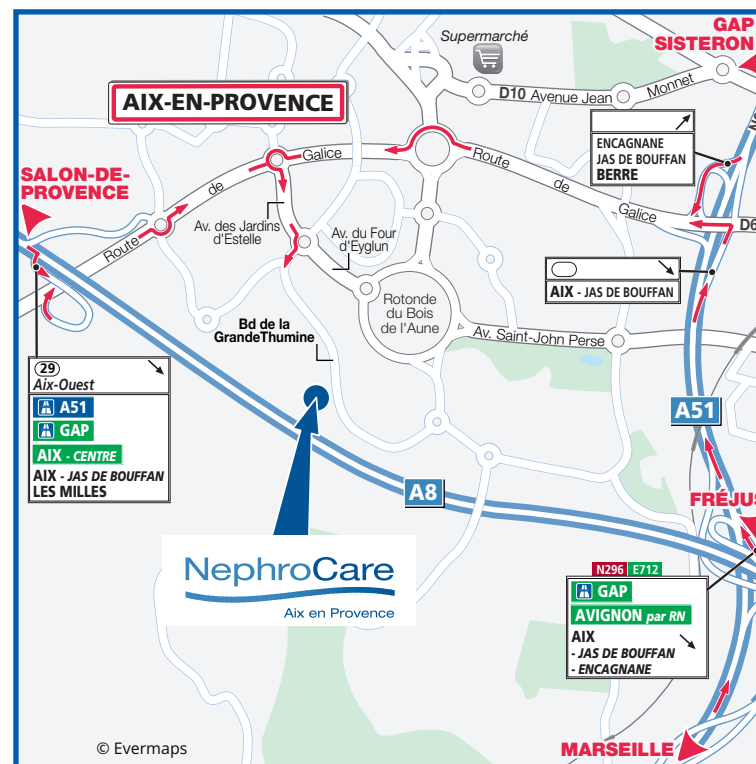 GAP
SISTERON
Supermarché
D10 Avenue Jean Monnet
AIX-EN-PROVENCE
ENCAGNANE
JAS DE BOUFFAN
BERRE
SALON-DE-
PROVENCE
Route de Galice
Route de Galice
D6
Av. des Jardins
d'Estelle
Av. du Four
d'Eyglun
AIX - JAS DE BOUFFAN
Rotonde
du Bois
de l'Aune
Bd de la
GrandeThumine
Av. Saint-John Perse
29
Aix-Ouest
A51
GAP
AIX - CENTRE
AIX - JAS DE BOUFFAN
LES MILLES
A51
A8
FRÉJUS
NephroCare
Aix en Provence
N296 E712
GAP
AVIGNON par RN
AIX
- JAS DE BOUFFAN
- ENCAGNANE
MARSEILLE
© Evermaps